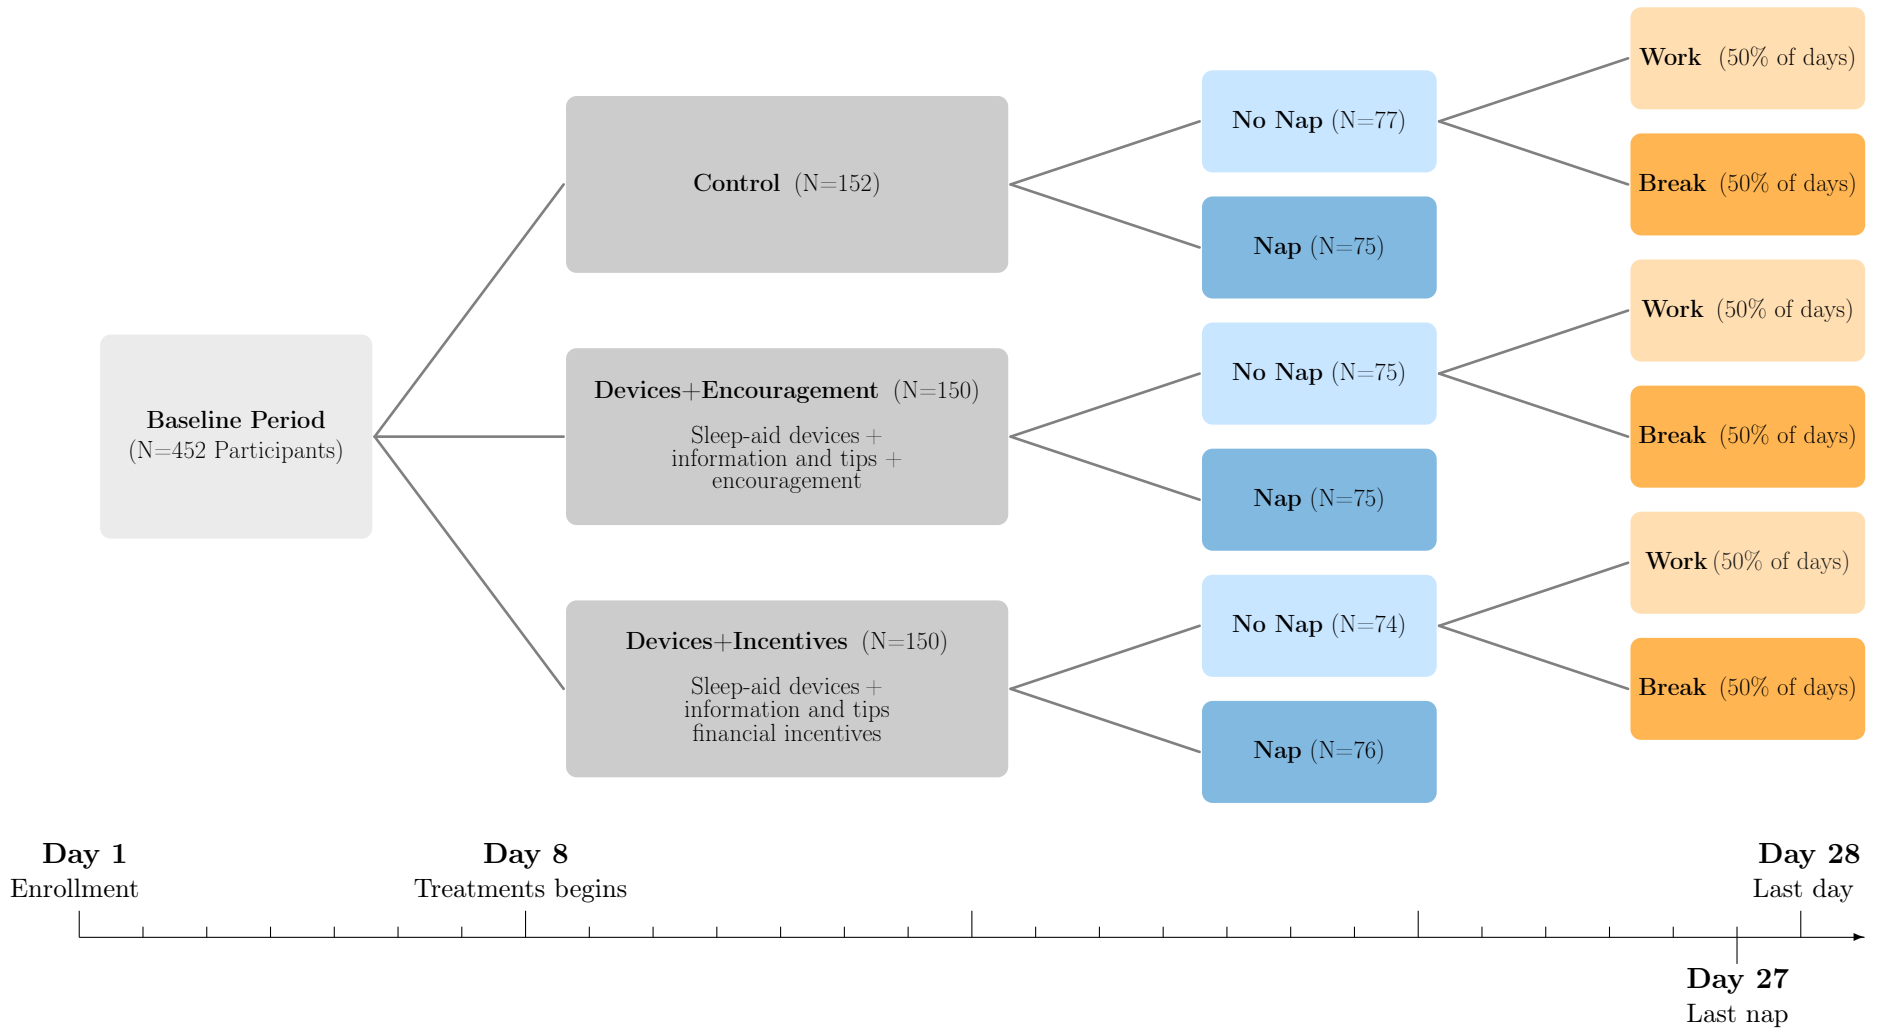 Baseline Period
(N=452 Participants)
Control (N=152)
Devices+Encouragement (N=150)
Sleep-aid devices +
information and tips +
encouragement
Devices+Incentives (N=150)
Sleep-aid devices +
information and tips
financial incentives
No Nap (N=77)
Nap (N=75)
No Nap (N=75)
Nap (N=75)
No Nap (N=74)
Nap (N=76)
Work (50% of days)
Break (50% of days)
Work (50% of days)
Break (50% of days)
Work (50% of days)
Break (50% of days)
Day 1
Enrollment
Day 8
Treatments begins
Day 28
Last day
Day 27
Last nap